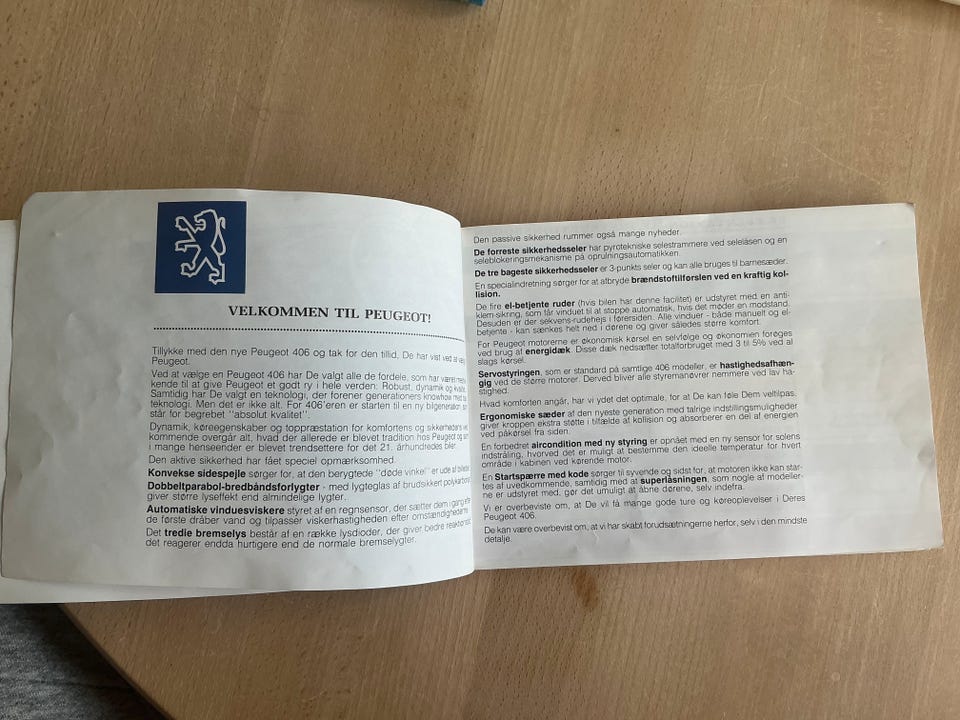 VELKOMMEN TIL PEUGEOT!
Tillykke med den nye Peugeot 406 og tak for den tillid, De har vist ved at
Peugeot.
Ved at vælge en Peugeot 406 har De valgt alle de fordele, som har været
kende til at give Peugeot et godt ry i hele verden: Robust, dynamik og
Samtidig har De valgt en teknologi, der forener generationers knowhow med
teknologi. Men det er ikke alt. For 406'eren er starten til en ny bilgeneration
står for begrebet "absolut kvalitet".
Dynamik, køreegenskaber og toppræstation for komfortens og sikkerhedens
kommende overgår alt, hvad der allerede er blevet tradition hos Peugeot og som
i mange henseender er blevet trendsettere for det 21. århundredes biler.
Den aktive sikkerhed har fået speciel opmærksomhed.
Konvekse sidespejle sørger for, at den berygtede "døde vinkel" er ude af billedet.
Dobbeltparabol-bredbåndsforlygter - med lygteglas af brudsikkert polykarbonat
giver større lyseffekt end almindelige lygter.
Automatiske vinduesviskere styret af en regnsensor, der sætter dem i gang efter
de første dråber vand og tilpasser viskerhastigheden efter omstændighederne
Det tredie bremselys består af en række lysdioder, der giver bedre
det reagerer endda hurtigere end de normale bremselygter.
Den passive sikkerhed rummer også mange nyheder.
De forreste sikkerhedsseler har pyrotekniske selestrammere ved selelåsen og en
seleblokeringsmekanisme på oprulningsautomatikken.
De tre bageste sikkerhedsseler er 3-punkts seler og kan alle bruges til barnesæder.
En specialindretning sørger for at afbryde brændstoftilførslen ved en kraftig kol-
lision.
De fire el-betjente ruder (hvis bilen har denne facilitet) er udstyret med en anti-
klem-sikring, som får vinduet til at stoppe automatisk, hvis det møder en modstand.
Desuden er der sekvens-rudehejs i førersiden. Alle vinduer - både manuelt og el-
betjente - kan sænkes helt ned i dørene og giver således større komfort.
For Peugeot motorerne er økonomisk kørsel en selvfølge og økonomien forøges
ved brug af energidæk. Disse dæk nedsætter totalforbruget med 3 til 5% ved al
slags kørsel.
Servostyringen, som er standard på samtlige 406 modeller, er hastighedsafhæn-
gig ved de større motorer. Derved bliver alle styremanøvrer nemmere ved lav ha-
stighed.
Hvad komforten angår, har vi ydet det optimale, for at De kan føle Dem veltilpas.
Ergonomiske sæder af den nyeste generation med talrige indstillingsmuligheder
giver kroppen ekstra støtte i tilfælde af kollision og absorberer en del af energien
ved påkørsel fra siden.
En forbedret aircondition med ny styring er opnået med en ny sensor for solens
indstråling, hvorved det er muligt at bestemme den ideelle temperatur for hvert
område i kabinen ved kørende motor.
En Startspærre med kode sørger til syvende og sidst for, at motoren ikke kan star-
tes af uvedkommende, samtidig med at superlåsningen, som nogle af modeller-
ne er udstyret med, gør det umuligt at åbne dørene, selv indefra.
Vi er overbevist om, at De vil få mange gode ture og køreoplevelser i Deres
Peugeot 406.
De kan være overbevist om, at vi har skabt forudsætningerne herfor, selv i den mindste
detalje.